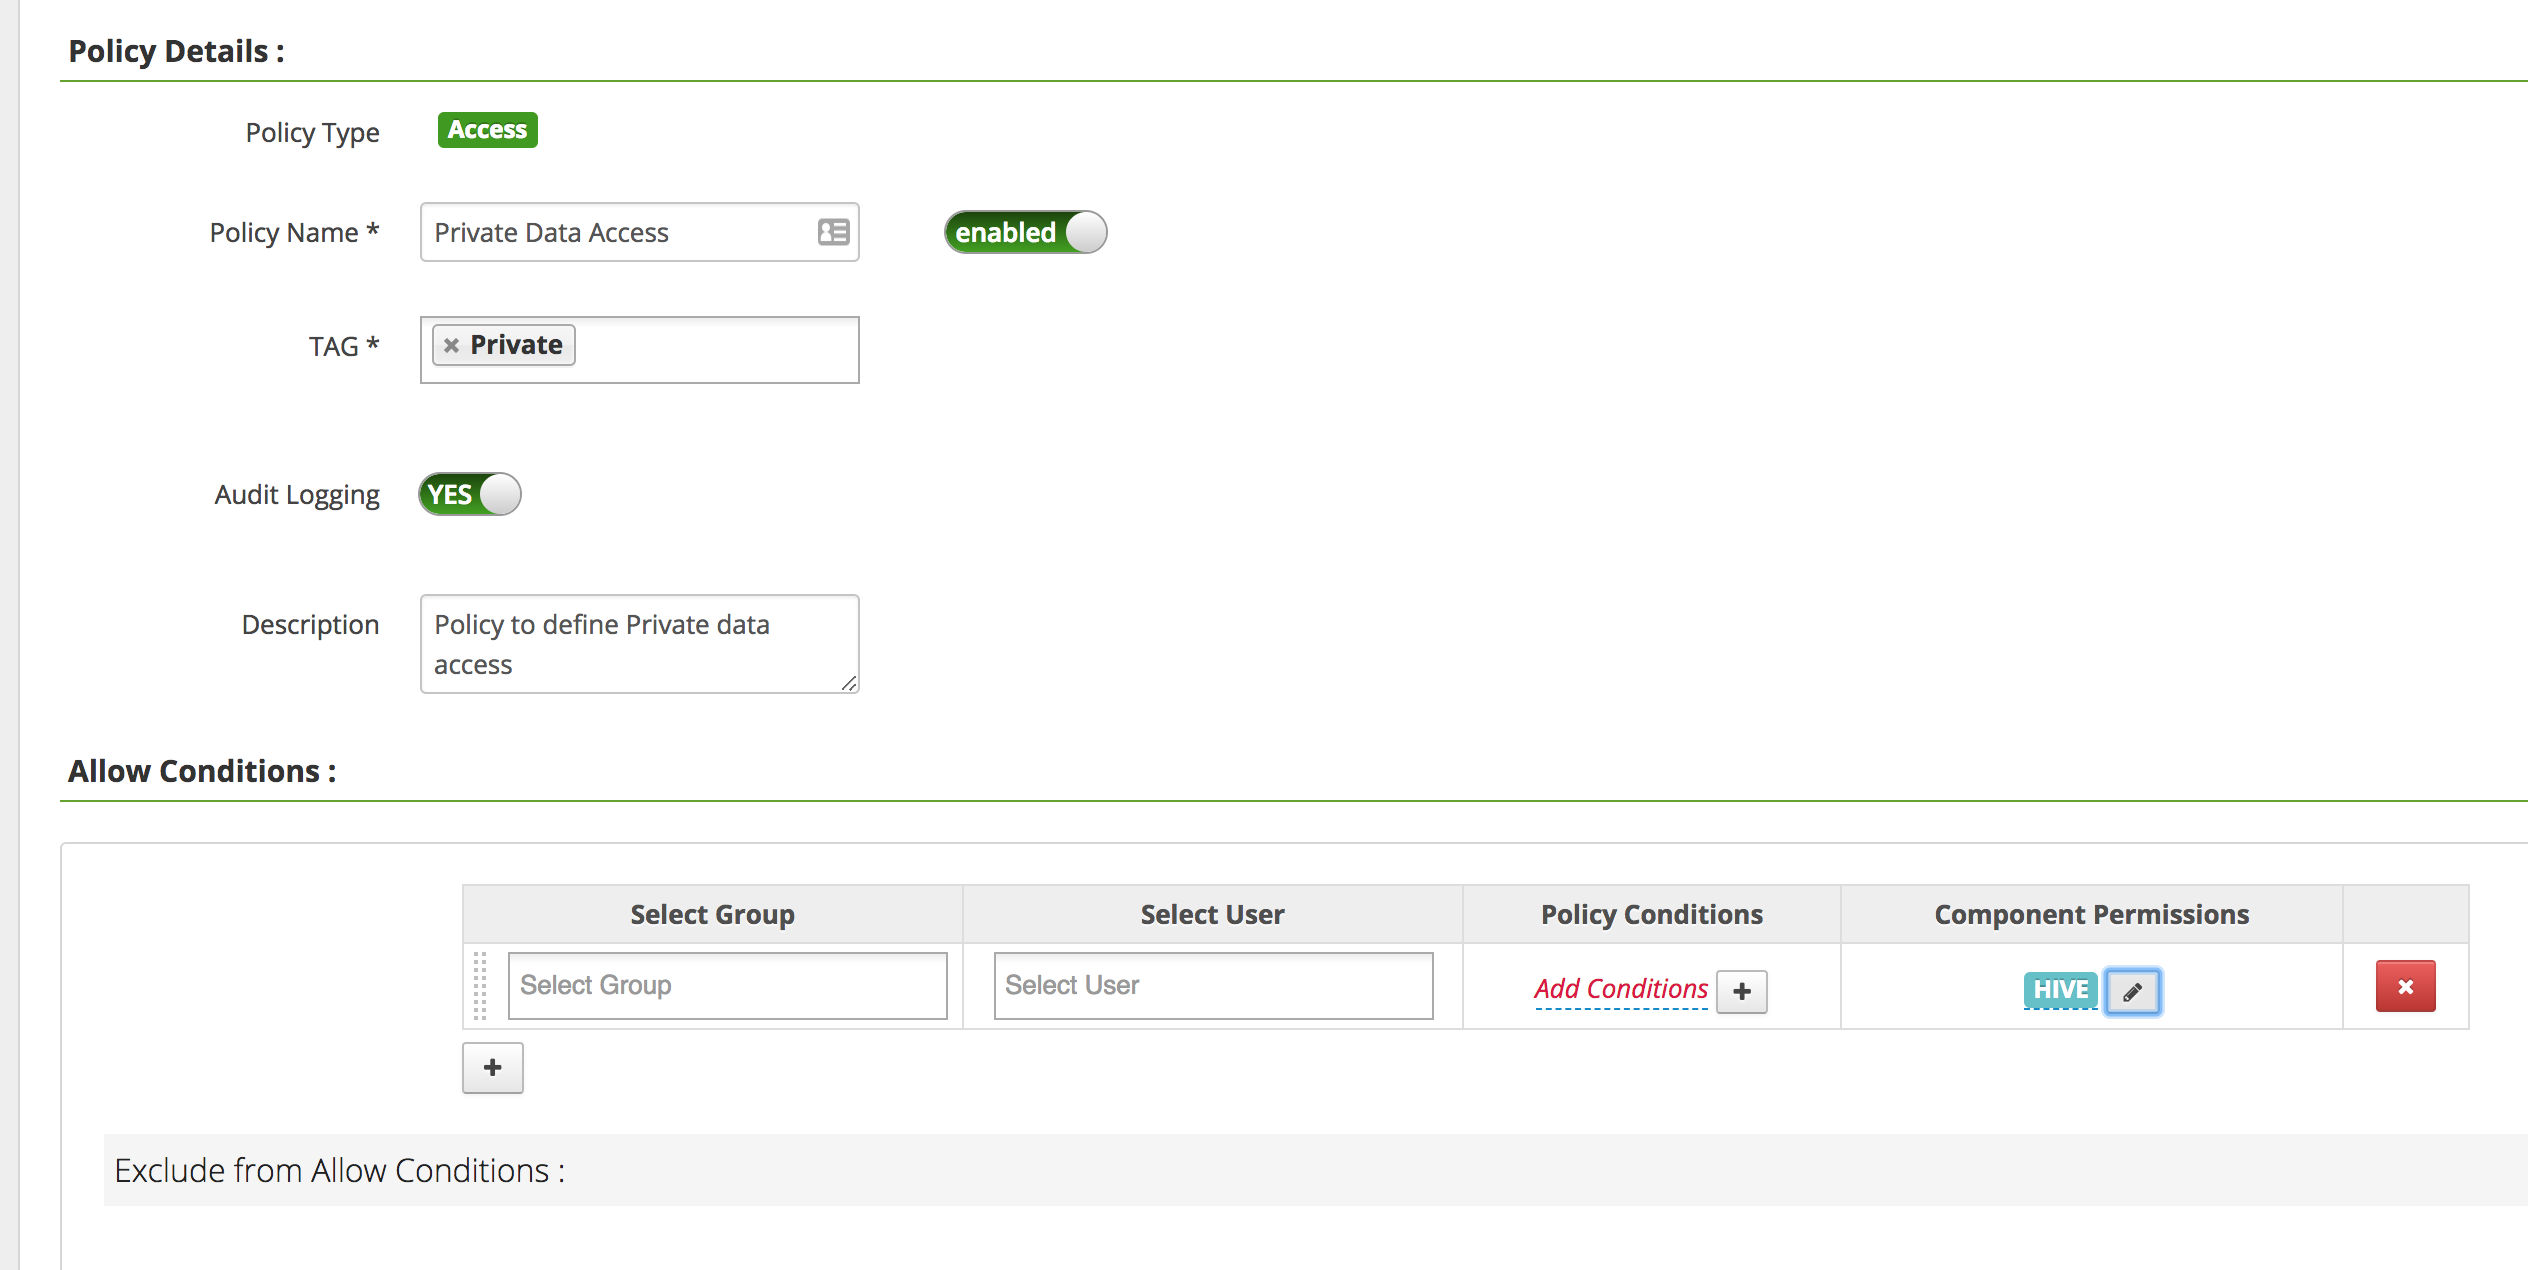 Policy Details :
Policy Type Access
Policy Name * Private Data Access enabled
TAG * Private
Audit Logging YES
Description Policy to define Private data
access
Allow Conditions :
Select Group Select User Policy Conditions Component Permissions
Select Group Select User Add Conditions HIVE
Exclude from Allow Conditions :